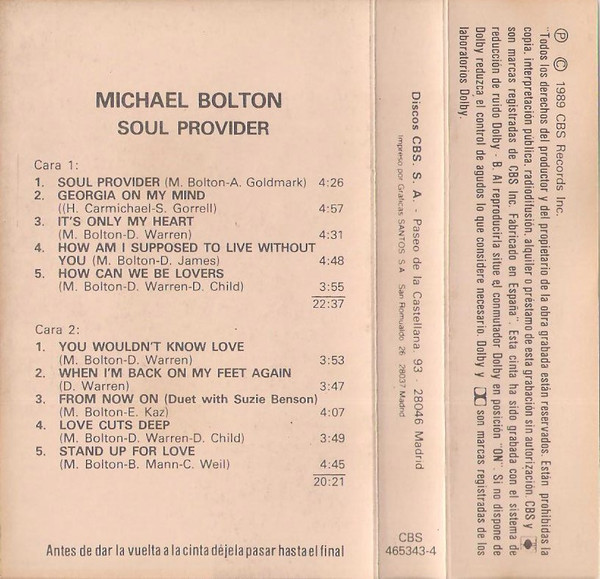 MICHAEL BOLTON
SOUL PROVIDER
Cara 1:
1. SOUL PROVIDER (M. Bolton-A. Goldmark) 4:26
2. GEORGIA ON MY MIND
((H. Carmichael-S. Gorrell) 4:57
3. IT'S ONLY MY HEART
(M. Bolton-D. Warren) 4:31
4. HOW AM I SUPPOSED TO LIVE WITHOUT
YOU (M. Bolton-D. James) 4:48
5. HOW CAN WE BE LOVERS
(M. Bolton-D. Warren-D. Child) 3:55
22:37
Cara 2:
1. YOU WOULDN'T KNOW LOVE
(M. Bolton-D. Warren) 3:53
2. WHEN I'M BACK ON MY FEET AGAIN
(D. Warren) 3:47
3. FROM NOW ON (Duet with Suzie Benson)
(M. Bolton-E. Kaz) 4:07
4. LOVE CUTS DEEP
(M. Bolton-D. Warren-D. Child) 3:49
5. STAND UP FOR LOVE
(M. Bolton-B. Mann-C. Weil) 4:45
20:21
Antes de dar la vuelta a la cinta déjela pasar hasta el final
Discos CBS. S. A. - Paseo de la Castellana, 93 - 28046 Madrid
Impreso por Gráficas SANTOS S.A. San Romualdo 26 28037 Madrid
CBS
465343-4
Ⓟ © 1989 CBS Records Inc.
"Todos los derechos del productor y del propietario de la obra grabada están reservados. Están prohibidas la
copia, interpretación pública, radiodifusión, alquiler o préstamo de esta grabación sin autorización. CBS y
son marcas registradas de CBS Inc. Fabricado en España". Esta cinta ha sido grabada con el sistema de
reducción de ruido Dolby - B. Al reproducirla situe el conmutador Dolby en posición "ON". Si no dispone de
Dolby reduzca el control de agudos lo que considere necesario. Dolby y son marcas registradas de los
laboratorios Dolby.